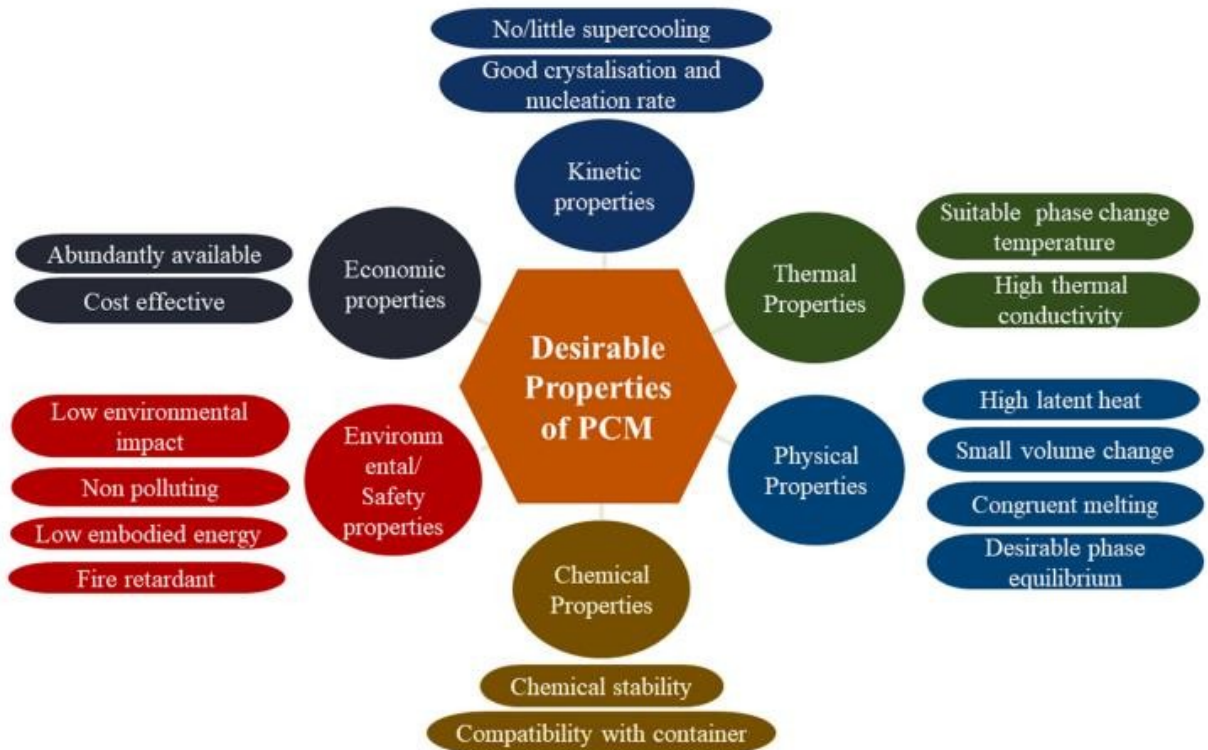 No/little supercooling
Good crystalisation and
nucleation rate
Kinetic
properties
Suitable phase change
temperature
High thermal
conductivity
Thermal
Properties
Abundantly available
Cost effective
Economic
properties
Desirable
Properties
of PCM
High latent heat
Small volume change
Congruent melting
Desirable phase
equilibrium
Physical
Properties
Low environmental
impact
Non polluting
Low embodied energy
Fire retardant
Environm
ental/
Safety
properties
Chemical
Properties
Chemical stability
Compatibility with container